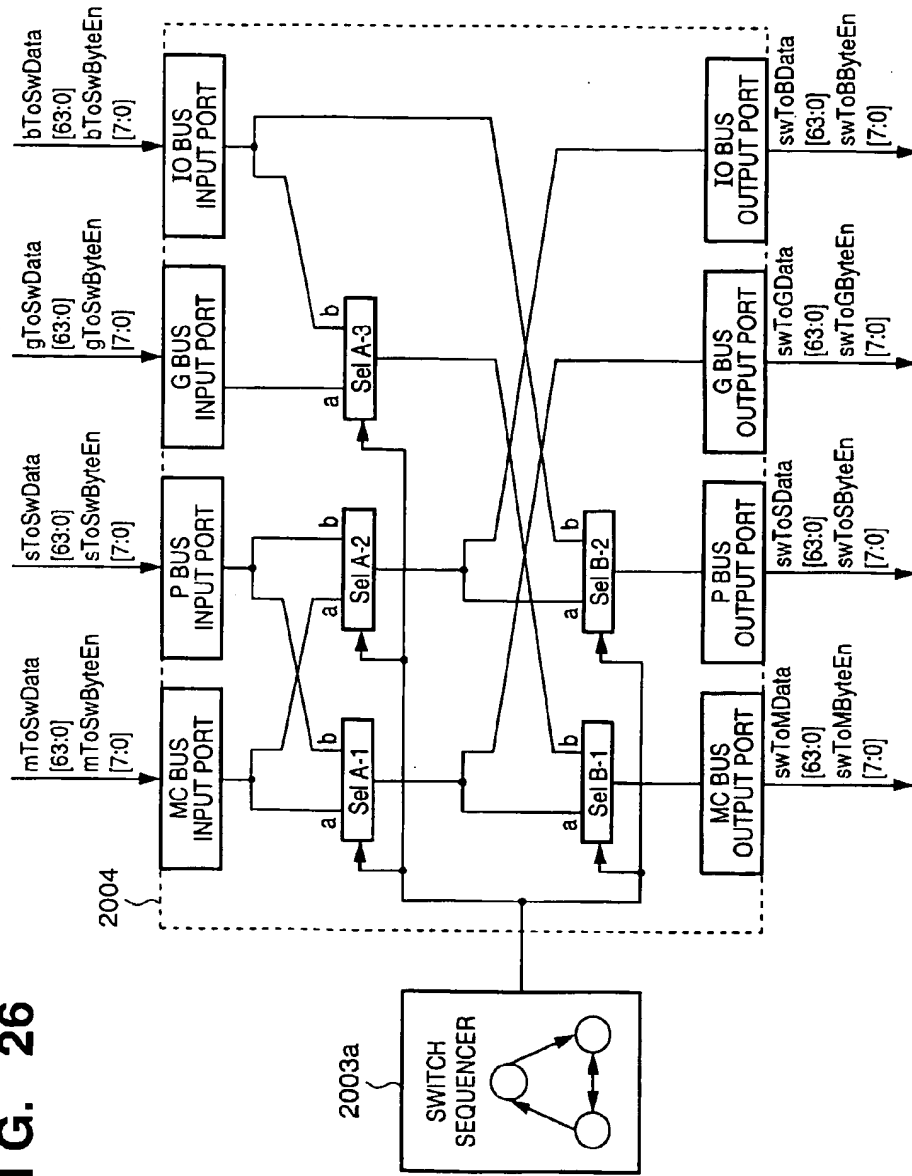 IG. 26
2004
2003a
SWITCH
SEQUENCER
mToSwData
[63:0]
mToSwByteEn
[7:0]
sToSwData
[63:0]
sToSwByteEn
[7:0]
gToSwData
[63:0]
gToSwByteEn
[7:0]
bToSwData
[63:0]
bToSwByteEn
[7:0]
MC BUS
INPUT PORT
P BUS
INPUT PORT
G BUS
INPUT PORT
IO BUS
INPUT PORT
a
b
Sel A-1
a
b
Sel A-2
a
b
Sel A-3
a
b
Sel B-1
a
b
Sel B-2
MC BUS
OUTPUT PORT
P BUS
OUTPUT PORT
G BUS
OUTPUT PORT
IO BUS
OUTPUT PORT
swToMData
[63:0]
swToMByteEn
[7:0]
swToSData
[63:0]
swToSByteEn
[7:0]
swToGData
[63:0]
swToGByteEn
[7:0]
swToBData
[63:0]
swToBByteEn
[7:0]